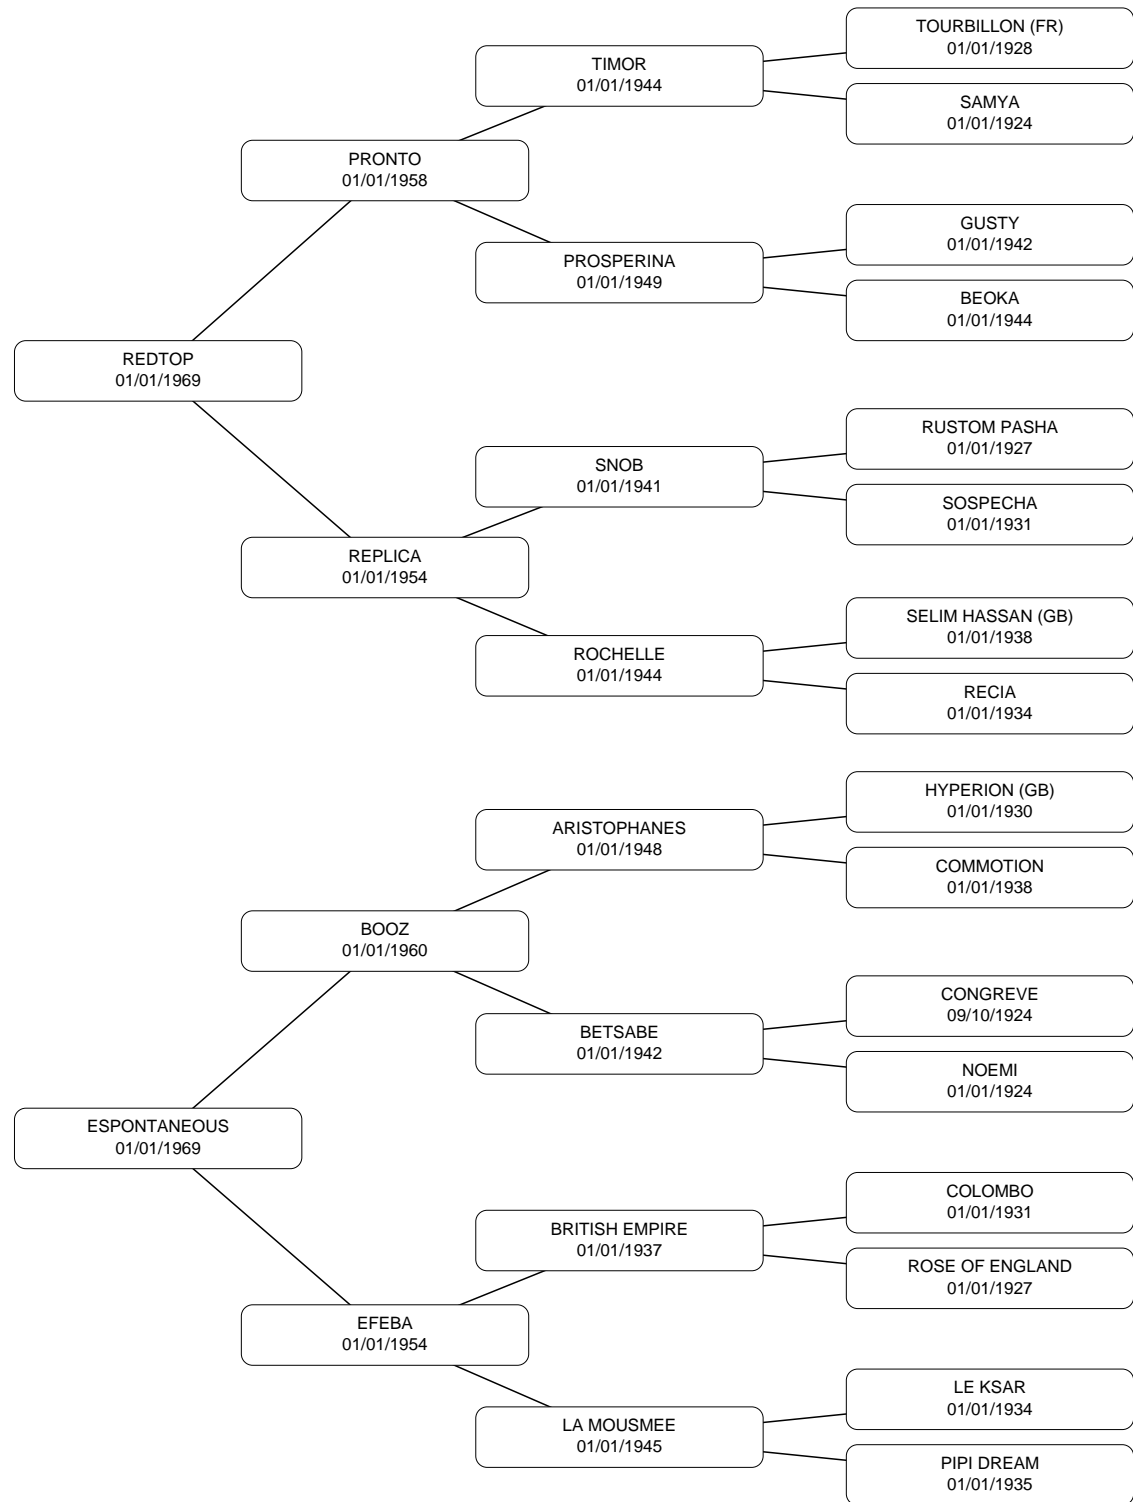 TOURBILLON (FR)
01/01/1928
TIMOR
01/01/1944
SAMYA
01/01/1924
PRONTO
01/01/1958
GUSTY
01/01/1942
PROSPERINA
01/01/1949
BEOKA
01/01/1944
REDTOP
01/01/1969
RUSTOM PASHA
01/01/1927
SNOB
01/01/1941
SOSPECHA
01/01/1931
REPLICA
01/01/1954
SELIM HASSAN (GB)
01/01/1938
ROCHELLE
01/01/1944
RECIA
01/01/1934
HYPERION (GB)
01/01/1930
ARISTOPHANES
01/01/1948
COMMOTION
01/01/1938
BOOZ
01/01/1960
CONGREVE
09/10/1924
BETSABE
01/01/1942
NOEMI
01/01/1924
ESPONTANEOUS
01/01/1969
COLOMBO
01/01/1931
BRITISH EMPIRE
01/01/1937
ROSE OF ENGLAND
01/01/1927
EFEBA
01/01/1954
LE KSAR
01/01/1934
LA MOUSMEE
01/01/1945
PIPI DREAM
01/01/1935